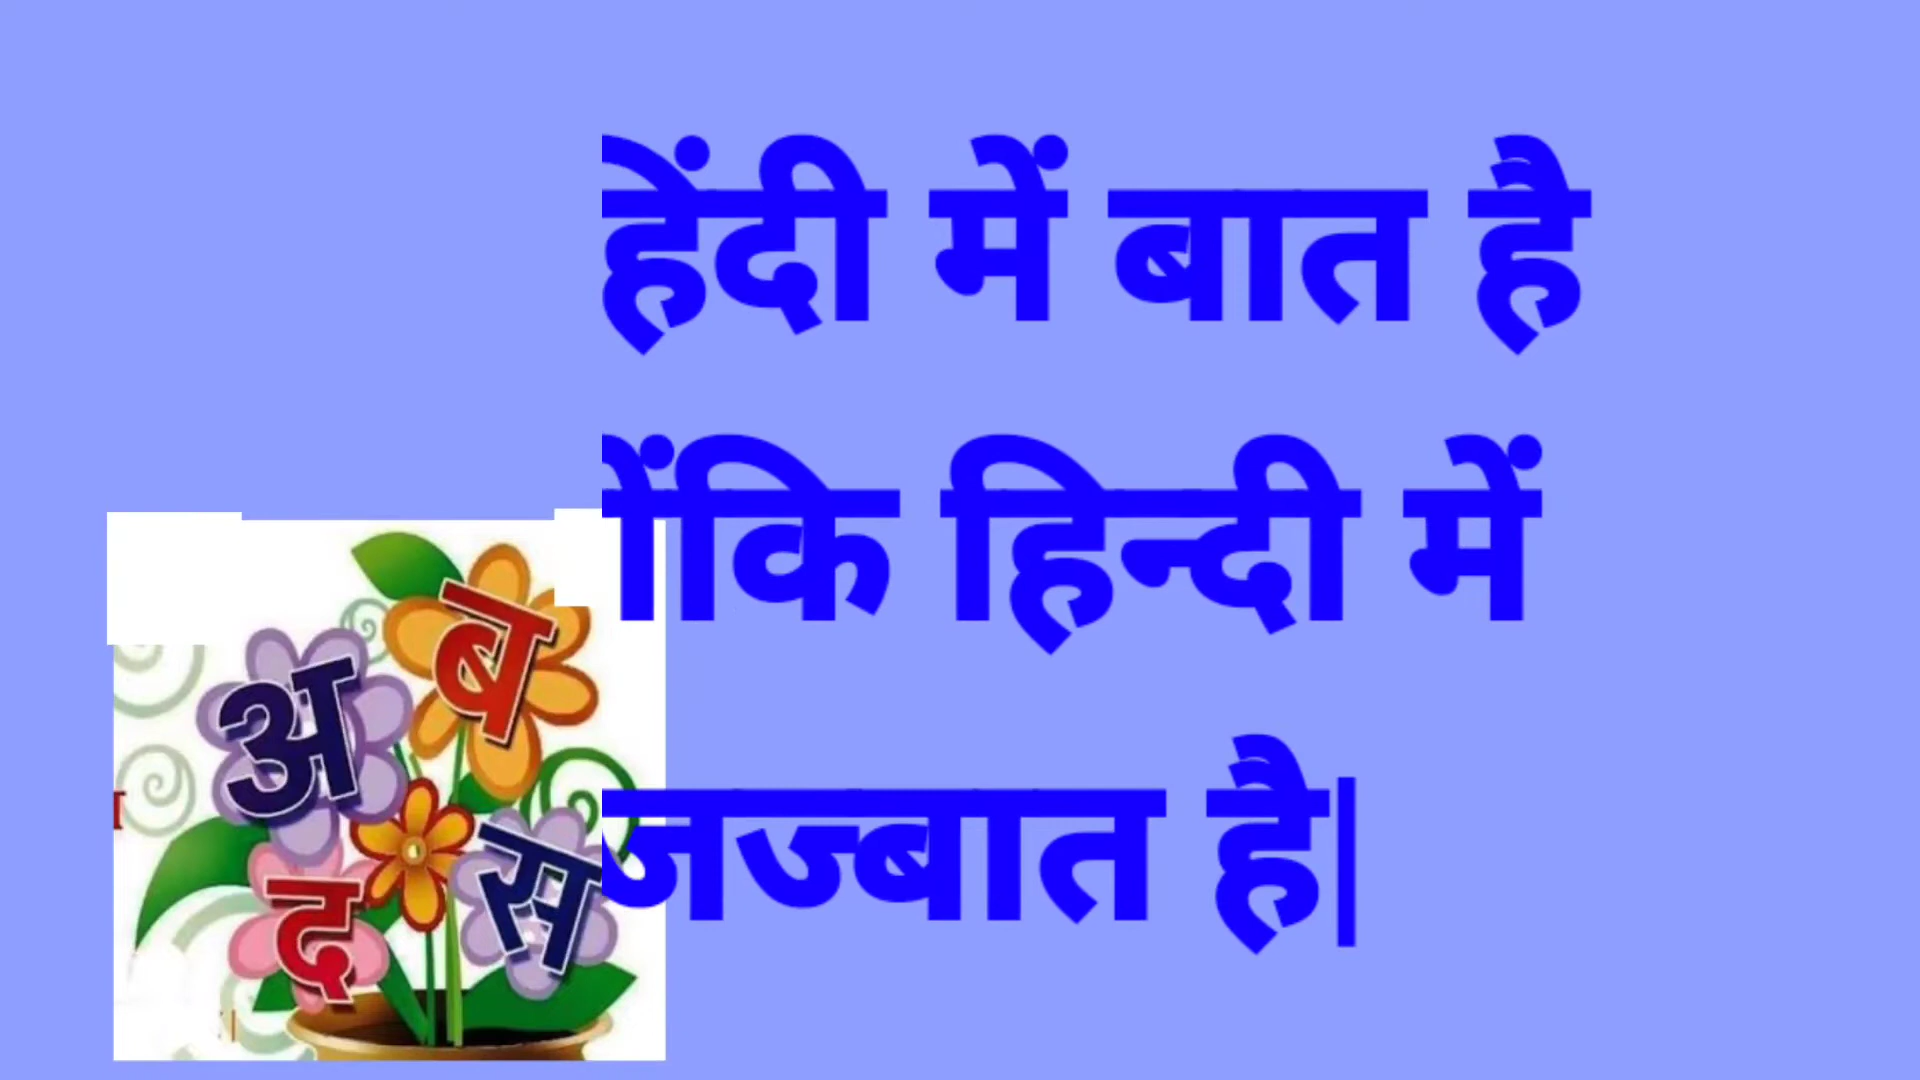 हिंदी में बात है
ोंकि हिन्दी में
जज्बात है|
अ
ब
द
स